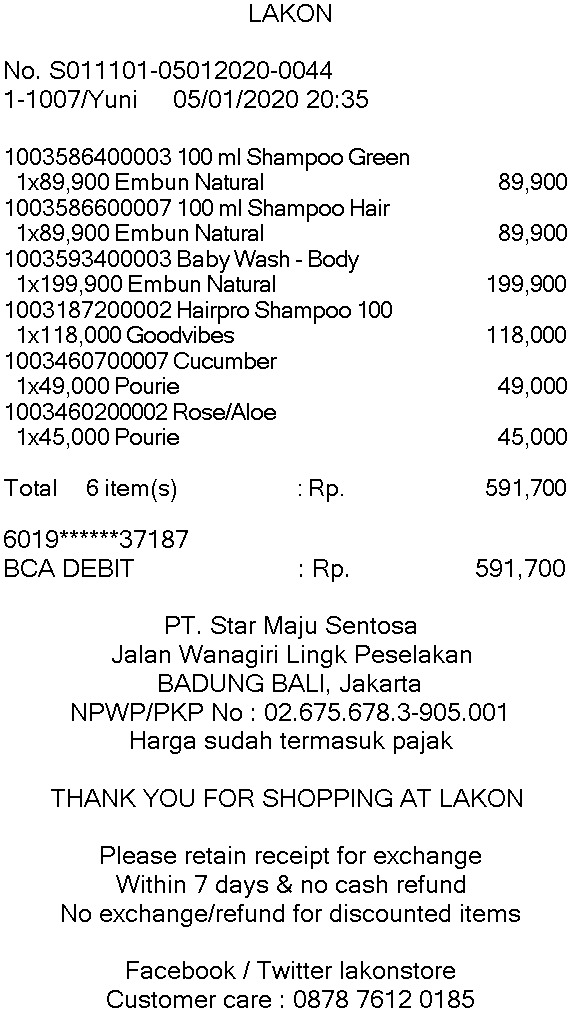 LAKON
No. S011101-05012020-0044
1-1007/Yuni 05/01/2020 20:35
1003586400003 100 ml Shampoo Green
1x89,900 Embun Natural 89,900
1003586600007 100 ml Shampoo Hair
1x89,900 Embun Natural 89,900
1003593400003 Baby Wash - Body
1x199,900 Embun Natural 199,900
1003187200002 Hairpro Shampoo 100
1x118,000 Goodvibes 118,000
1003460700007 Cucumber
1x49,000 Pourie 49,000
1003460200002 Rose/Aloe
1x45,000 Pourie 45,000
Total 6 item(s) : Rp. 591,700
6019******37187
BCA DEBIT : Rp. 591,700
PT. Star Maju Sentosa
Jalan Wanagiri Lingk Peselakan
BADUNG BALI, Jakarta
NPWP/PKP No : 02.675.678.3-905.001
Harga sudah termasuk pajak
THANK YOU FOR SHOPPING AT LAKON
Please retain receipt for exchange
Within 7 days & no cash refund
No exchange/refund for discounted items
Facebook / Twitter lakonstore
Customer care : 0878 7612 0185